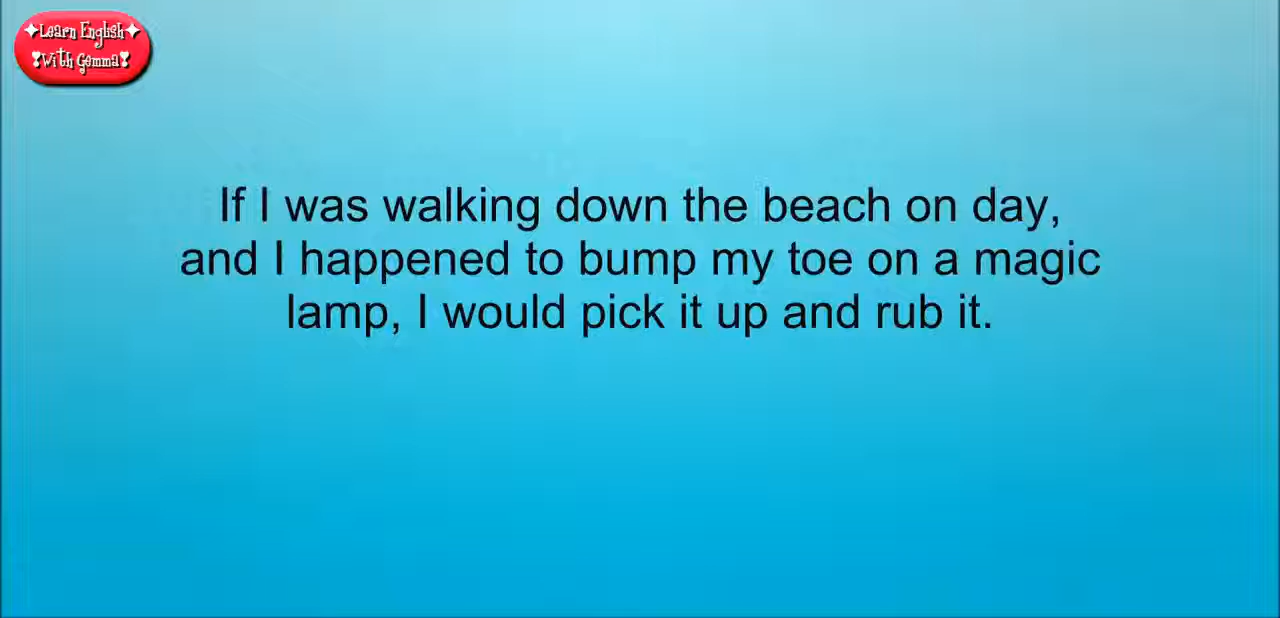 ✦Learn English✦
❣With Gemma❣
If I was walking down the beach on day,
and I happened to bump my toe on a magic
lamp, I would pick it up and rub it.